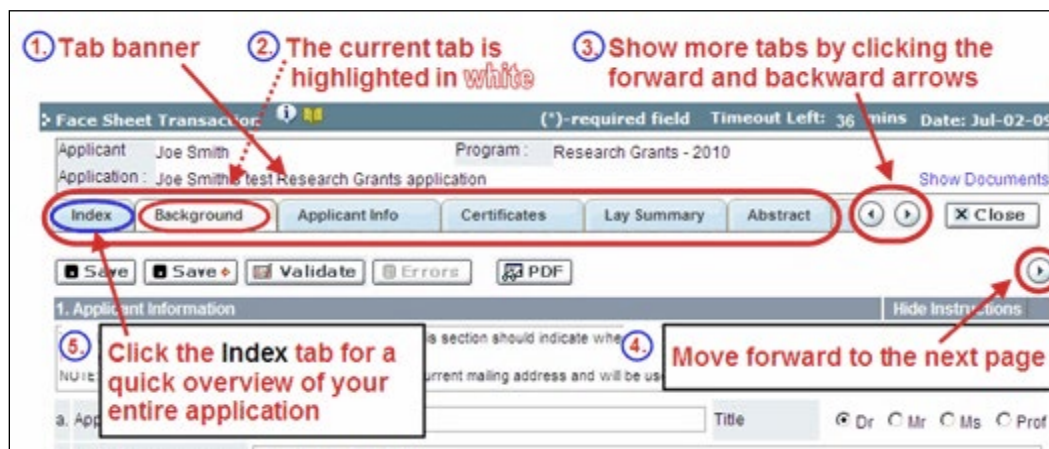 1. Tab banner
2. The current tab is highlighted in white
3. Show more tabs by clicking the forward and backward arrows
Face Sheet Transaction
(*)-required field Timeout Left: 36 mins Date: Jul-02-09
Applicant Joe Smith Program : Research Grants - 2010
Application : Joe Smith's test Research Grants application Show Documents
Index Background Applicant Info Certificates Lay Summary Abstract Close
Save Save Validate Errors PDF
1. Applicant Information Hide Instructions
is section should indicate
5. Click the Index tab for a quick overview of your entire application
4. Move forward to the next page
NOTE: urrent mailing address and will be
a. Title Dr Mr Ms Prof